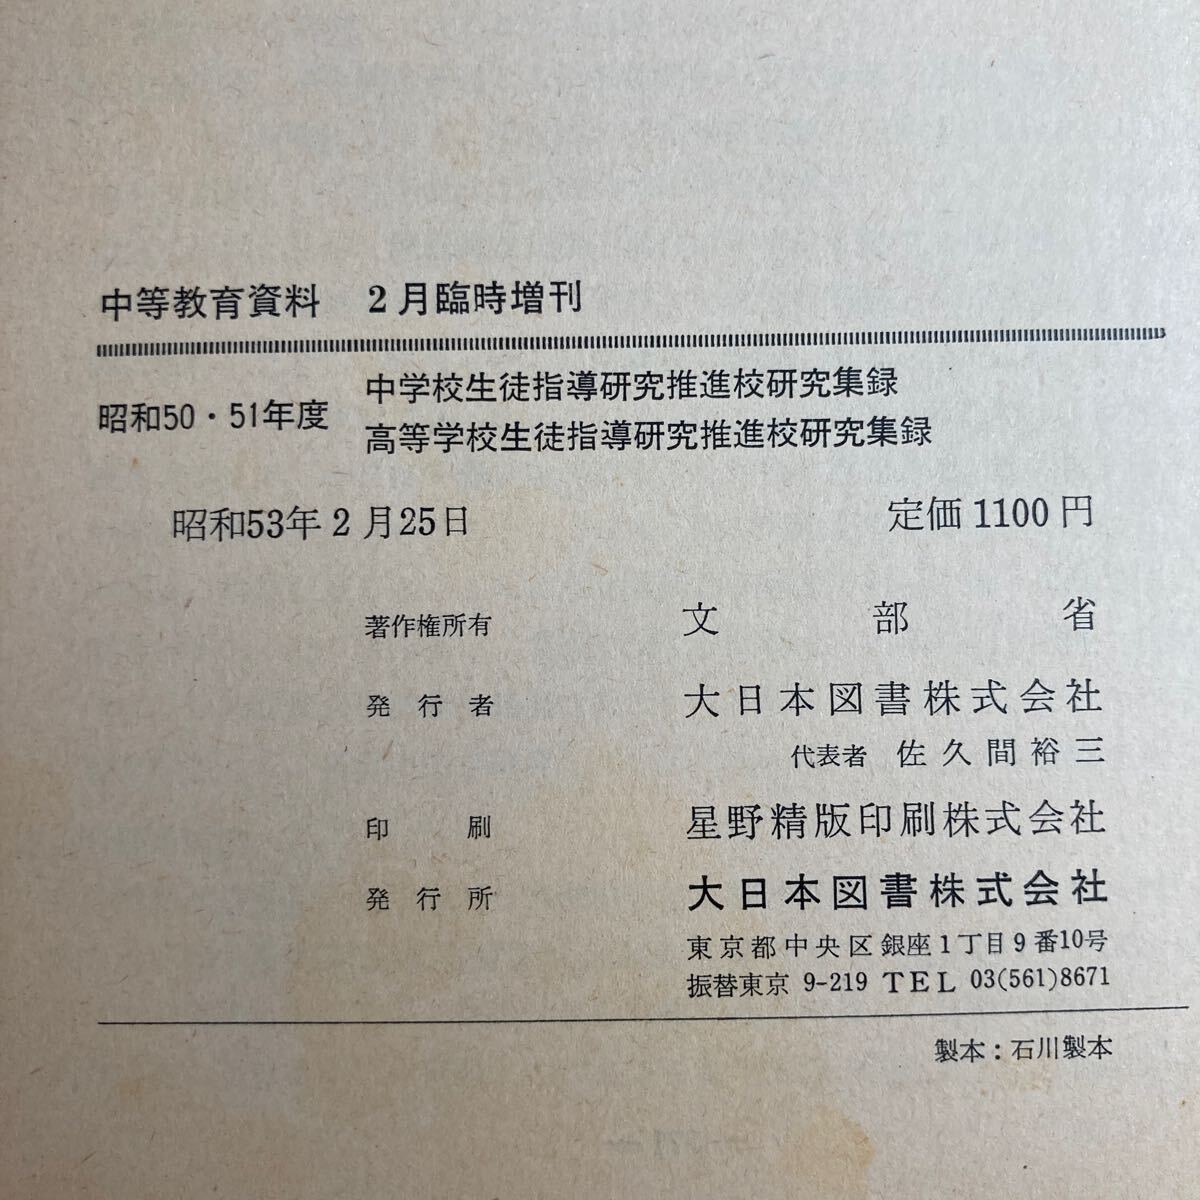 中等教育資料 2月臨時増刊
昭和50・51年度
中学校生徒指導研究推進校研究集録
高等学校生徒指導研究推進校研究集録
昭和53年2月25日 定価1100円
著作権所有 文部省
発行者 大日本図書株式会社
代表者 佐久間裕三
印刷 星野精版印刷株式会社
発行所 大日本図書株式会社
東京都中央区銀座1丁目9番10号
振替東京 9-219 TEL 03(561)8671
製本：石川製本